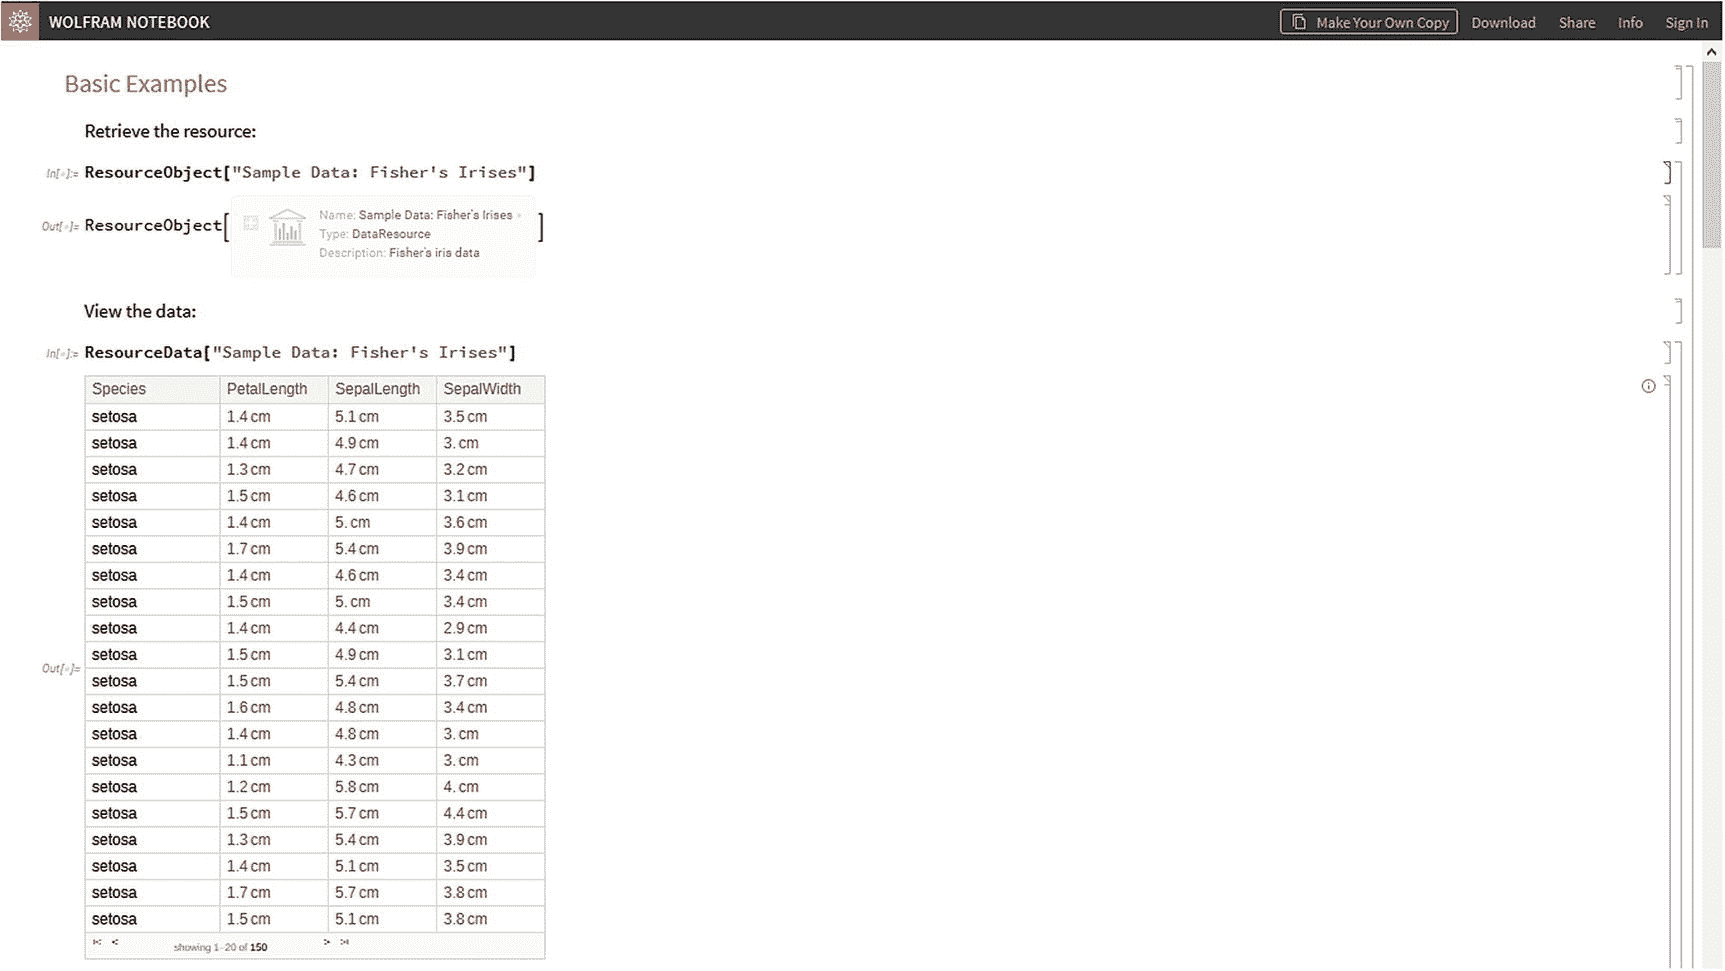 WOLFRAM NOTEBOOK Make Your Own Copy Download Share Info Sign In
Basic Examples
Retrieve the resource:
In[◦]:= ResourceObject["Sample Data: Fisher's Irises"]
Out[◦]= ResourceObject[ Name: Sample Data: Fisher's Irises » ]
Type: DataResource
Description: Fisher's iris data
View the data:
In[◦]:= ResourceData["Sample Data: Fisher's Irises"]
Species PetalLength SepalLength SepalWidth
setosa 1.4 cm 5.1 cm 3.5 cm
setosa 1.4 cm 4.9 cm 3. cm
setosa 1.3 cm 4.7 cm 3.2 cm
setosa 1.5 cm 4.6 cm 3.1 cm
setosa 1.4 cm 5. cm 3.6 cm
setosa 1.7 cm 5.4 cm 3.9 cm
setosa 1.4 cm 4.6 cm 3.4 cm
setosa 1.5 cm 5. cm 3.4 cm
setosa 1.4 cm 4.4 cm 2.9 cm
setosa 1.5 cm 4.9 cm 3.1 cm
Out[◦]=
setosa 1.5 cm 5.4 cm 3.7 cm
setosa 1.6 cm 4.8 cm 3.4 cm
setosa 1.4 cm 4.8 cm 3. cm
setosa 1.1 cm 4.3 cm 3. cm
setosa 1.2 cm 5.8 cm 4. cm
setosa 1.5 cm 5.7 cm 4.4 cm
setosa 1.3 cm 5.4 cm 3.9 cm
setosa 1.4 cm 5.1 cm 3.5 cm
setosa 1.7 cm 5.7 cm 3.8 cm
setosa 1.5 cm 5.1 cm 3.8 cm
showing 1–20 of 150